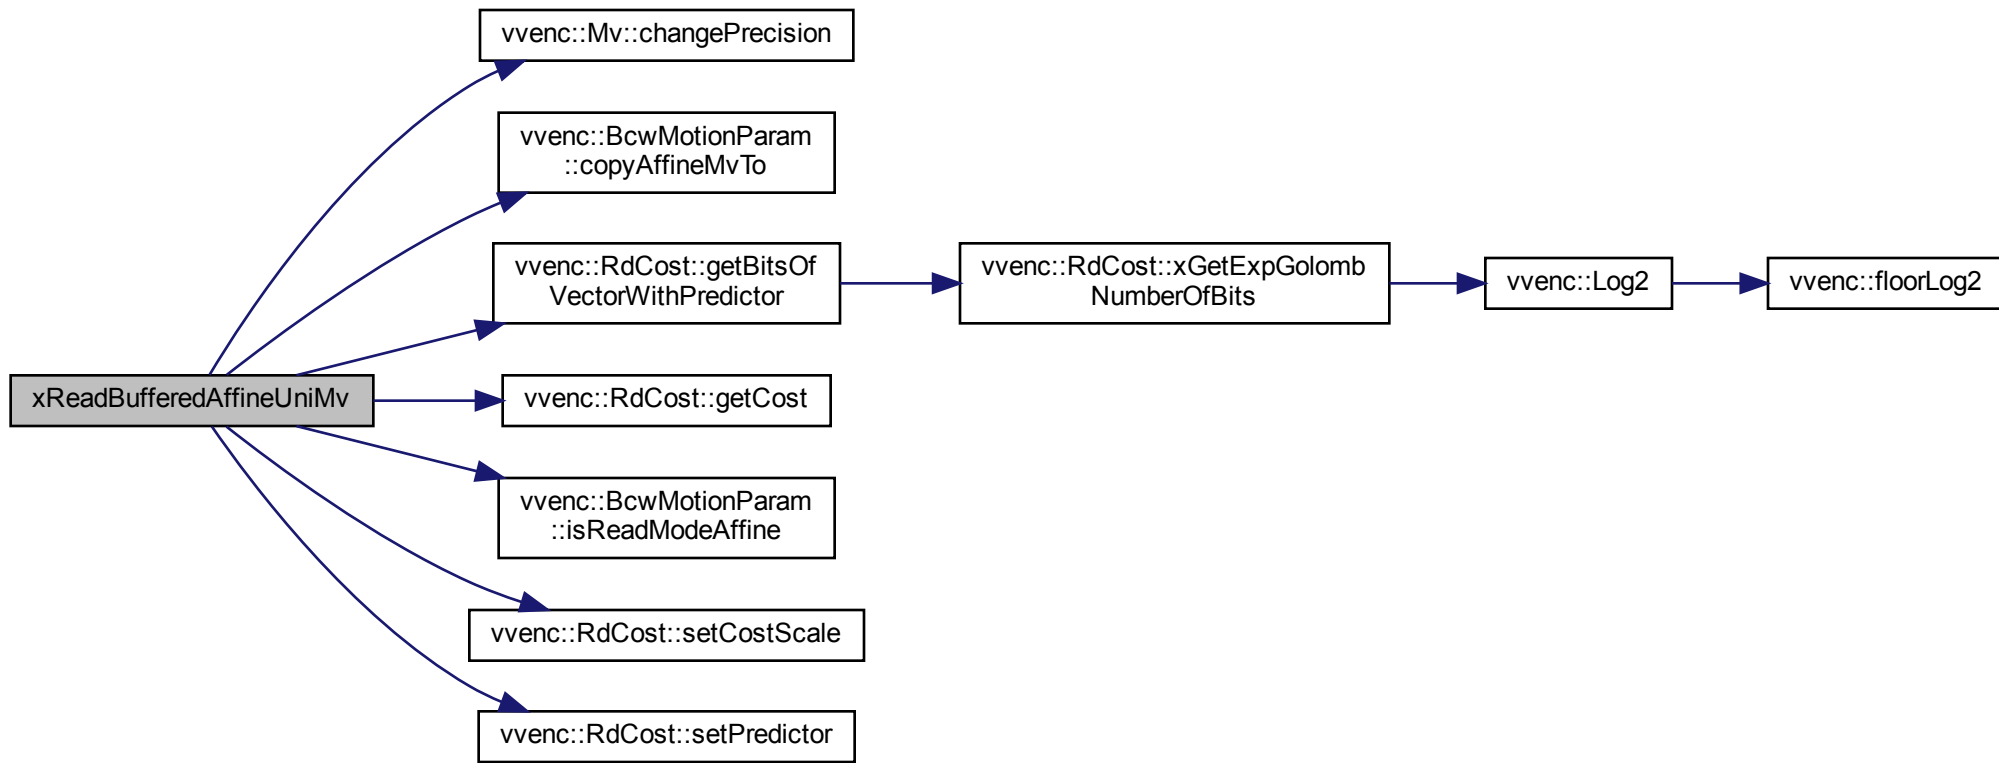 vvenc::Mv::changePrecision
vvenc::BcwMotionParam
::copyAffineMvTo
vvenc::RdCost::getBitsOf
VectorWithPredictor
vvenc::RdCost::xGetExpGolomb
NumberOfBits
vvenc::Log2
vvenc::floorLog2
xReadBufferedAffineUniMv
vvenc::RdCost::getCost
vvenc::BcwMotionParam
::isReadModeAffine
vvenc::RdCost::setCostScale
vvenc::RdCost::setPredictor